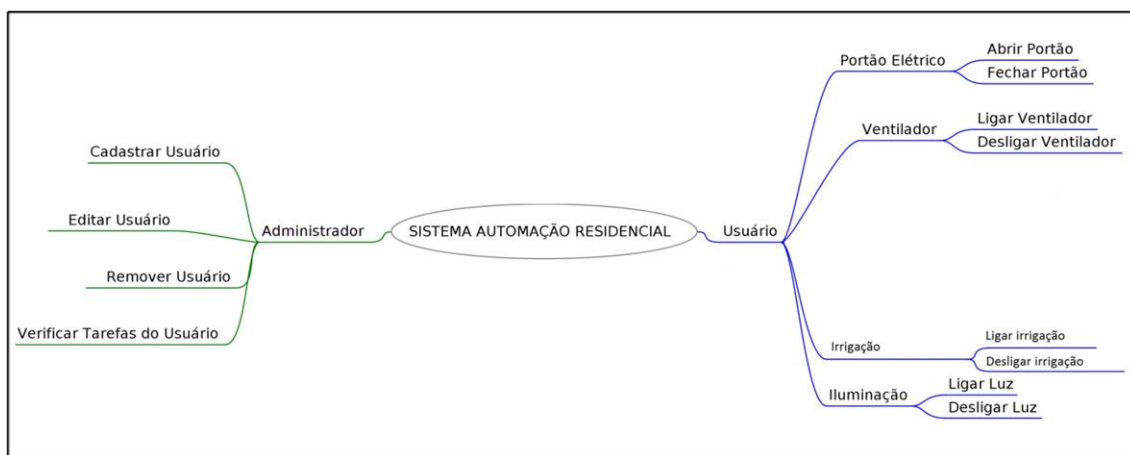 SISTEMA AUTOMAÇÃO RESIDENCIAL
Administrador
Cadastrar Usuário
Editar Usuário
Remover Usuário
Verificar Tarefas do Usuário
Usuário
Portão Elétrico
Abrir Portão
Fechar Portão
Ventilador
Ligar Ventilador
Desligar Ventilador
Irrigação
Ligar irrigação
Desligar irrigação
Iluminação
Ligar Luz
Desligar Luz